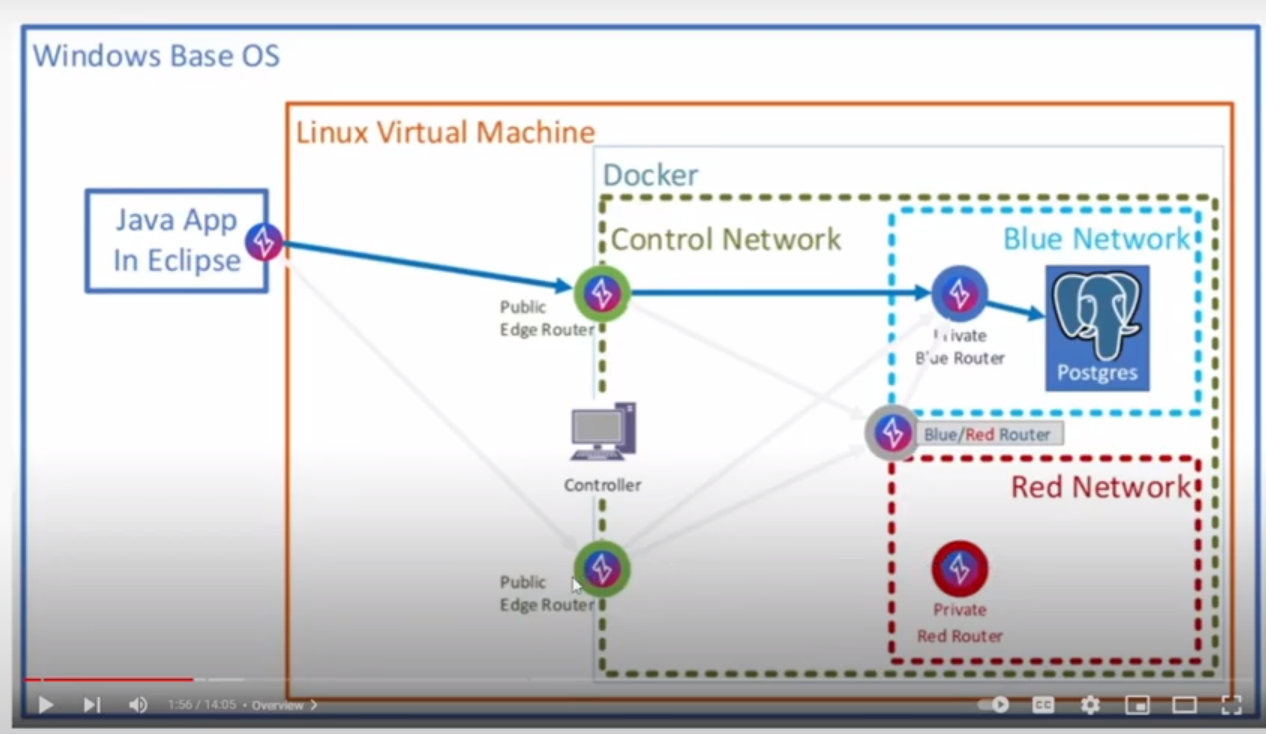 Windows Base OS
Linux Virtual Machine
Docker
Java App
In Eclipse
Control Network
Blue Network
Public
Edge Router
Private
Blue Router
Postgres
Blue/Red Router
Controller
Red Network
Public
Edge Router
Private
Red Router
1:56 / 14:05 • Overview >
CC